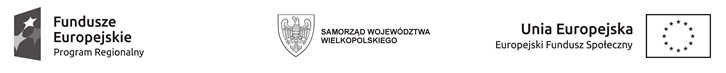 Fundusze
Europejskie
Program Regionalny
SAMORZĄD WOJEWÓDZTWA
WIELKOPOLSKIEGO
Unia Europejska
Europejski Fundusz Społeczny